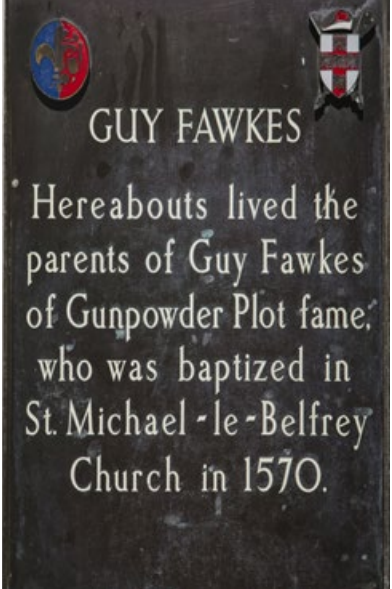 GUY FAWKES
Hereabouts lived the
parents of Guy Fawkes
of Gunpowder Plot fame,
who was baptized in
St. Michael-le-Belfrey
Church in 1570.